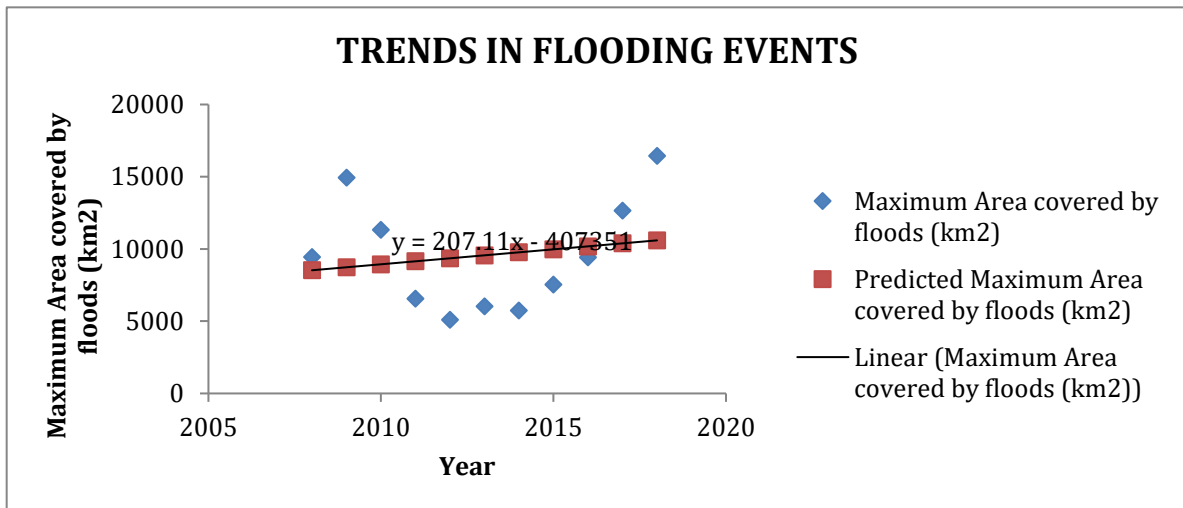 TRENDS IN FLOODING EVENTS
Maximum Area covered by
floods (km2)
20000
15000
10000
5000
0
y = 207.11x - 407351
2005
2010
2015
2020
Year
Maximum Area covered by
floods (km2)
Predicted Maximum Area
covered by floods (km2)
Linear (Maximum Area
covered by floods (km2))